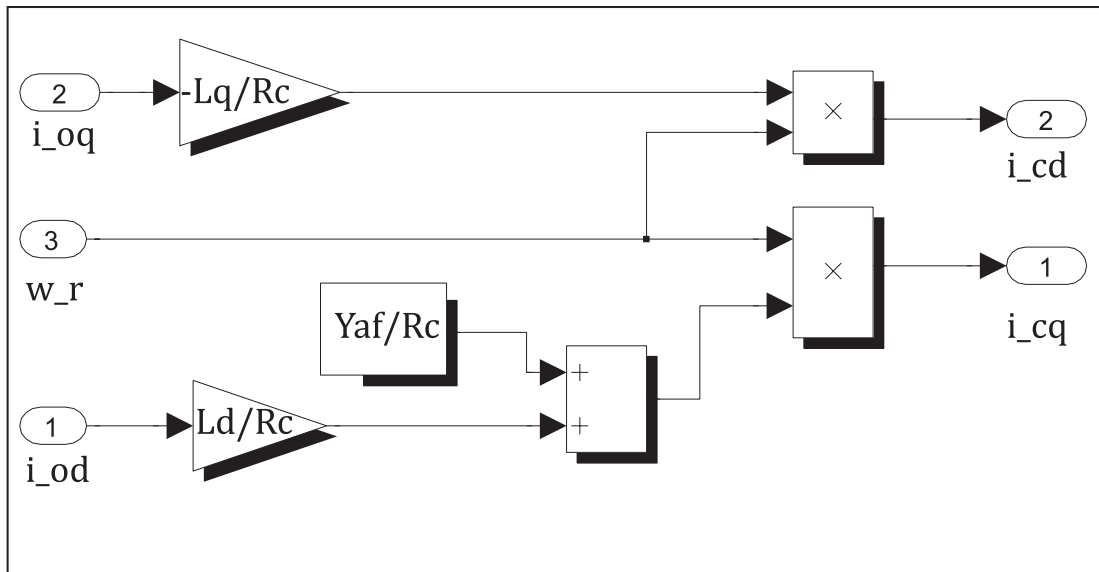 2
-Lq/Rc
×
2
i_oq
i_cd
3
×
1
w_r
Yaf/Rc
i_cq
+
1
Ld/Rc
+
i_od